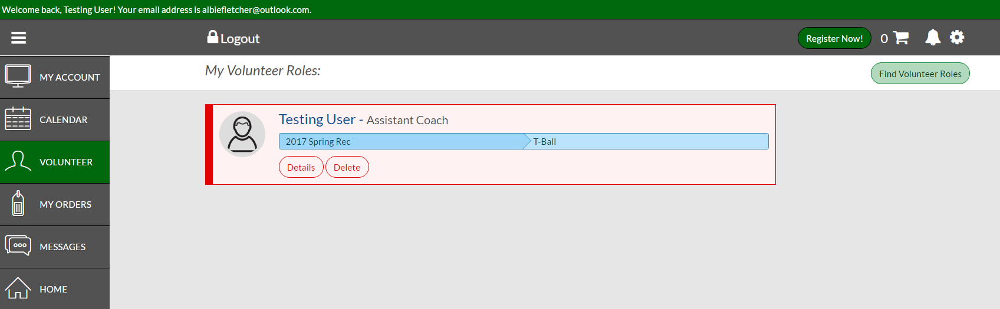 Welcome back, Testing User! Your email address is albiefletcher@outlook.com.
Logout
Register Now!
0
MY ACCOUNT
CALENDAR
VOLUNTEER
MY ORDERS
MESSAGES
HOME
My Volunteer Roles:
Find Volunteer Roles
Testing User - Assistant Coach
2017 Spring Rec
T-Ball
Details
Delete